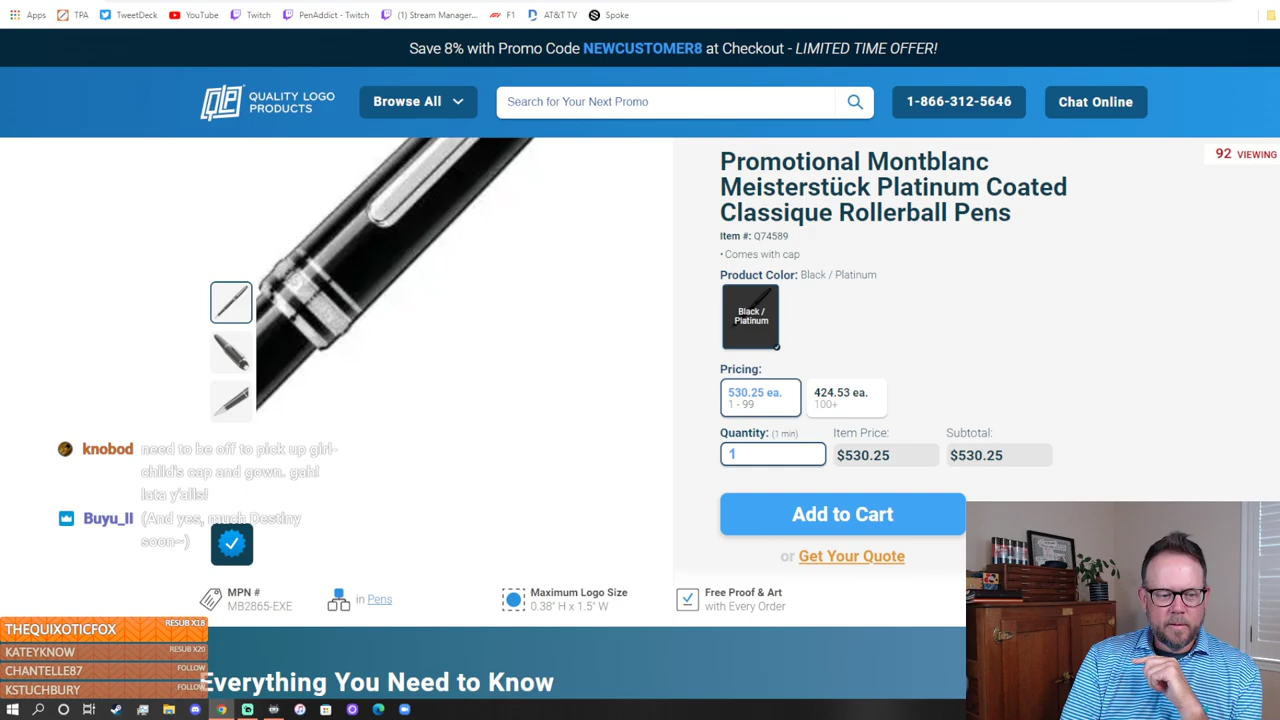 Apps TPA TweetDeck YouTube Twitch PenAddict - Twitch (1) Stream Manager... F1 AT&T TV Spoke
Save 8% with Promo Code NEWCUSTOMER8 at Checkout - LIMITED TIME OFFER!
QLP QUALITY LOGO PRODUCTS
Browse All
Search for Your Next Promo
1-866-312-5646
Chat Online
92 VIEWING
Promotional Montblanc
Meisterstück Platinum Coated
Classique Rollerball Pens
Item #: Q74589
• Comes with cap
Product Color: Black / Platinum
Black /
Platinum
Pricing:
530.25 ea. 424.53 ea.
1 - 99 100+
Quantity: (1 min) Item Price: Subtotal:
1 $530.25 $530.25
Add to Cart
or Get Your Quote
knobod need to be off to pick up girl-
child's cap and gown. gah!
luta y'alls!
Buyu_II (And yes, much Destiny
soon~)
MPN #
MB2865-EXE
in Pens
Maximum Logo Size
0.38" H x 1.5" W
Free Proof & Art
with Every Order
THEQUIXOTICFOX RESUB X18
KATEYKNOW RESUB X20
CHANTELLE87 FOLLOW
KSTUCHBURY FOLLOW
Everything You Need to Know